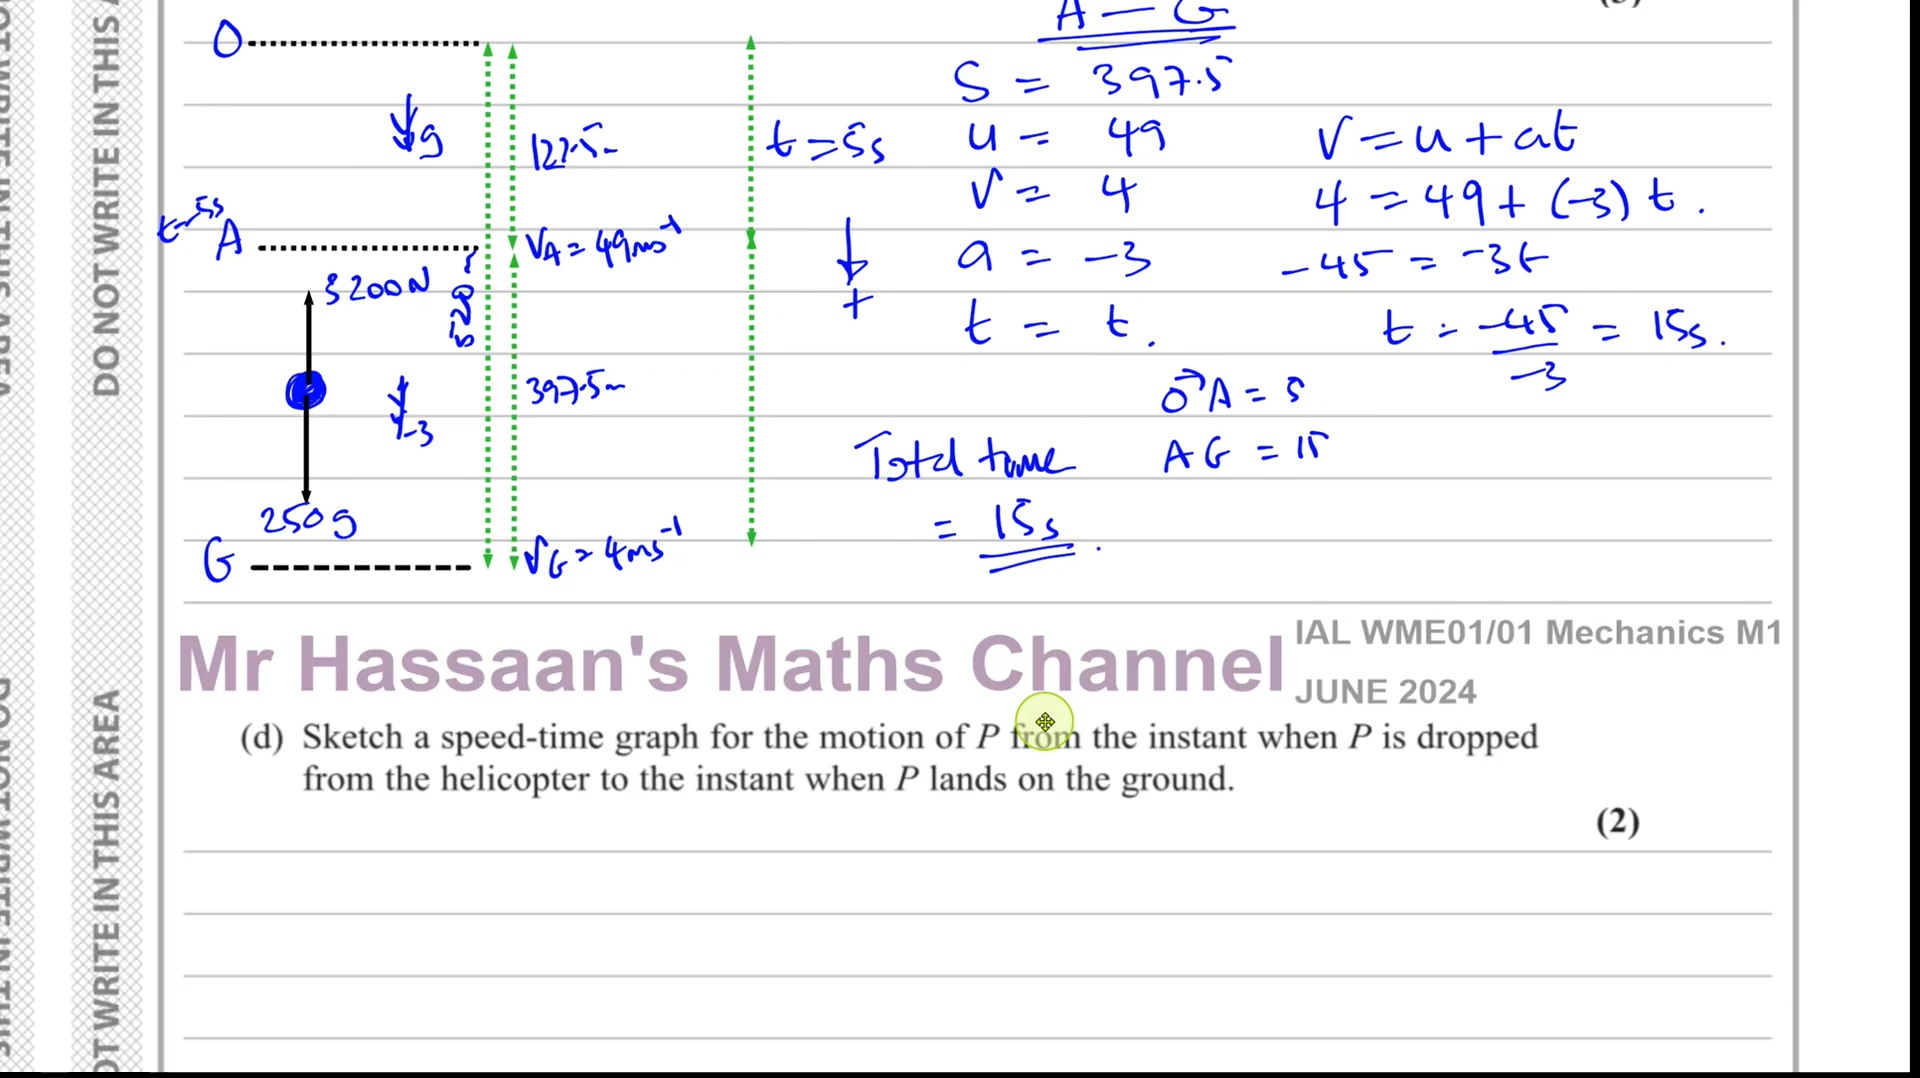 A — G
O
S = 397.5
g
122.5m
t = 5s
u = 49
v = u + at
v = 4
4 = 49 + (-3) t .
t=5s
A
VA = 49ms⁻¹
a = -3
-45 = -3t
3200N
+
t = t .
t = -45/-3 = 15s .
-3
397.5m
OA = 5
Total time
AG = 15
= 15s .
250g
G
VG = 4ms⁻¹
Mr Hassaan's Maths Channel
IAL WME01/01 Mechanics M1
JUNE 2024
(d) Sketch a speed-time graph for the motion of P from the instant when P is dropped
from the helicopter to the instant when P lands on the ground.
(2)
DO NOT WRITE IN THIS
OT WRITE IN THIS AREA